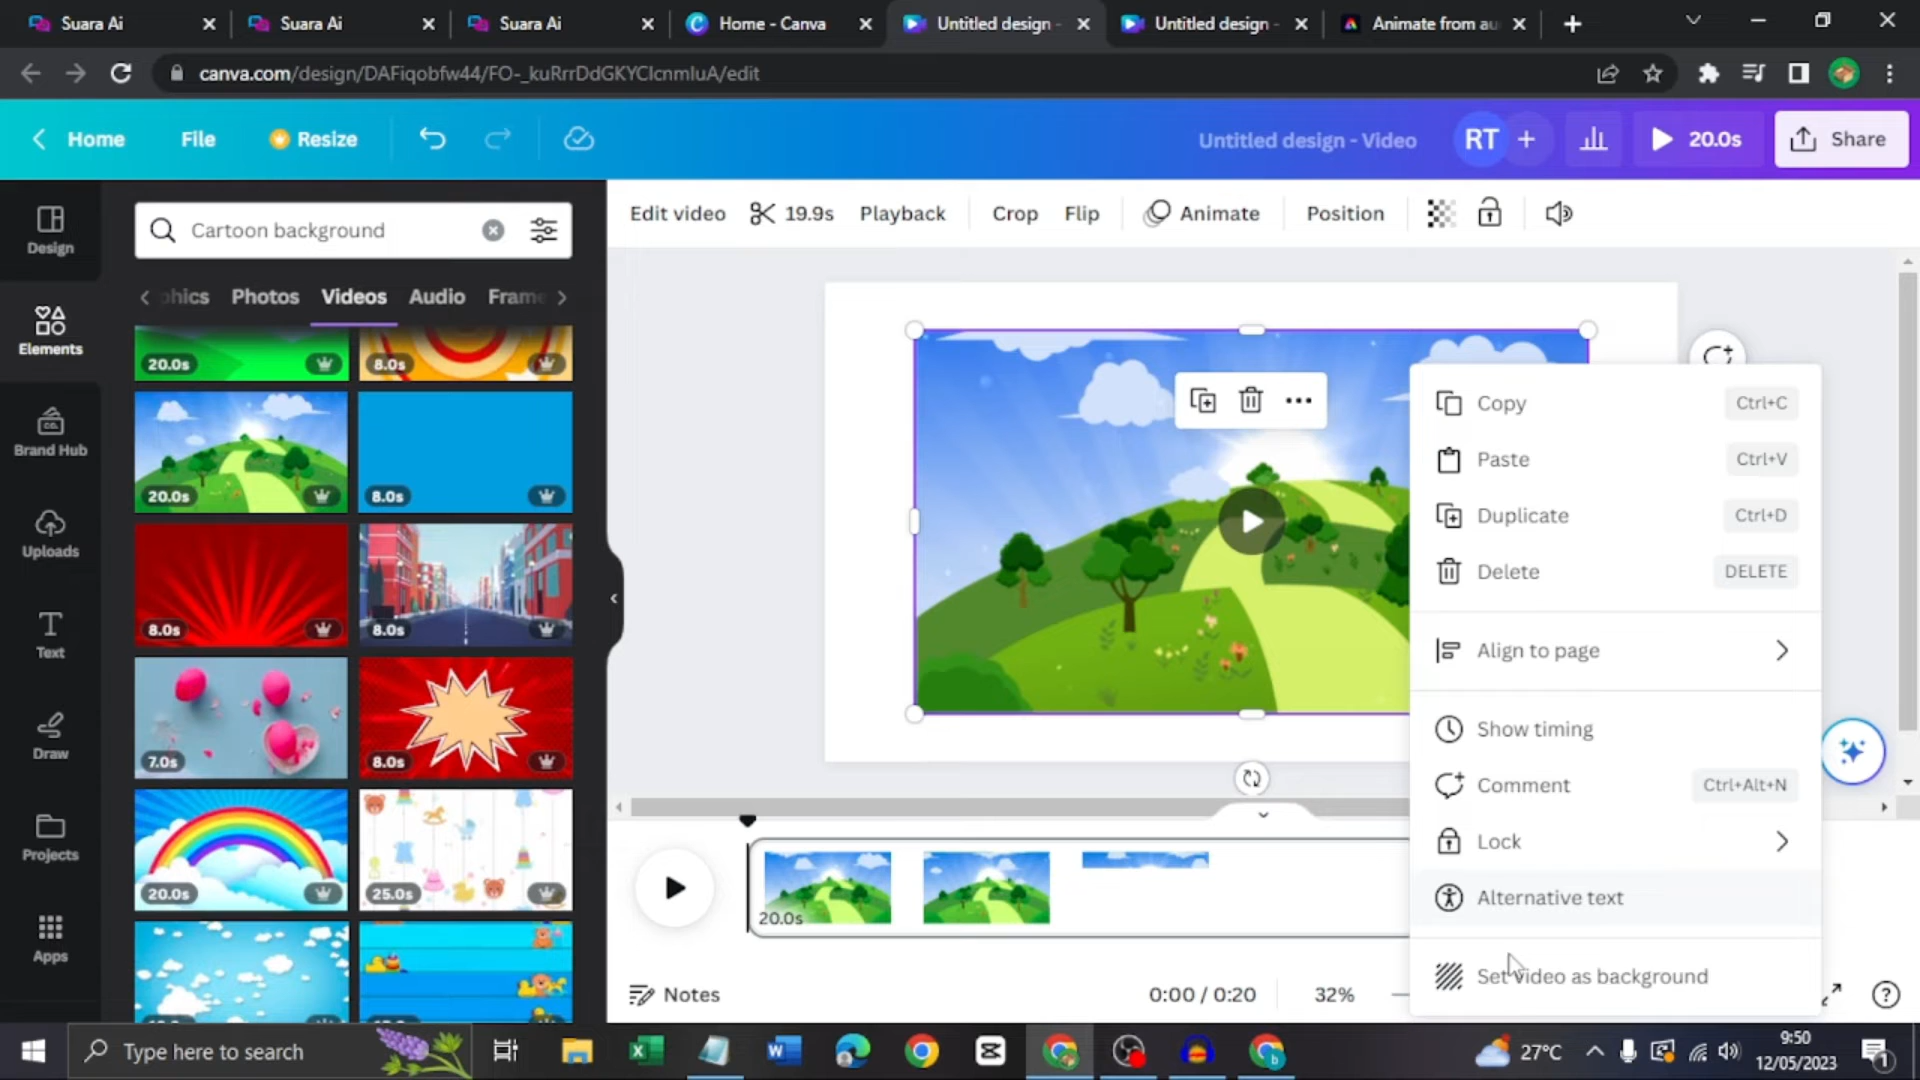 Suara Ai
Suara Ai
Suara Ai
Home - Canva
Untitled design -
Untitled design -
Animate from au
canva.com/design/DAFiqobfw44/FO-_kuRrrDdGKYCIcnmIuA/edit
Home
File
Resize
Untitled design - Video
RT
20.0s
Share
Design
Elements
Brand Hub
Uploads
Text
Draw
Projects
Apps
Cartoon background
Photos
Videos
Audio
Frame
20.0s
8.0s
20.0s
8.0s
8.0s
8.0s
7.0s
8.0s
20.0s
25.0s
Edit video
19.9s
Playback
Crop
Flip
Animate
Position
Copy
Ctrl+C
Paste
Ctrl+V
Duplicate
Ctrl+D
Delete
DELETE
Align to page
Show timing
Comment
Ctrl+Alt+N
Lock
Alternative text
Set video as background
20.0s
Notes
0:00 / 0:20
32%
Type here to search
27°C
9:50
12/05/2023
1